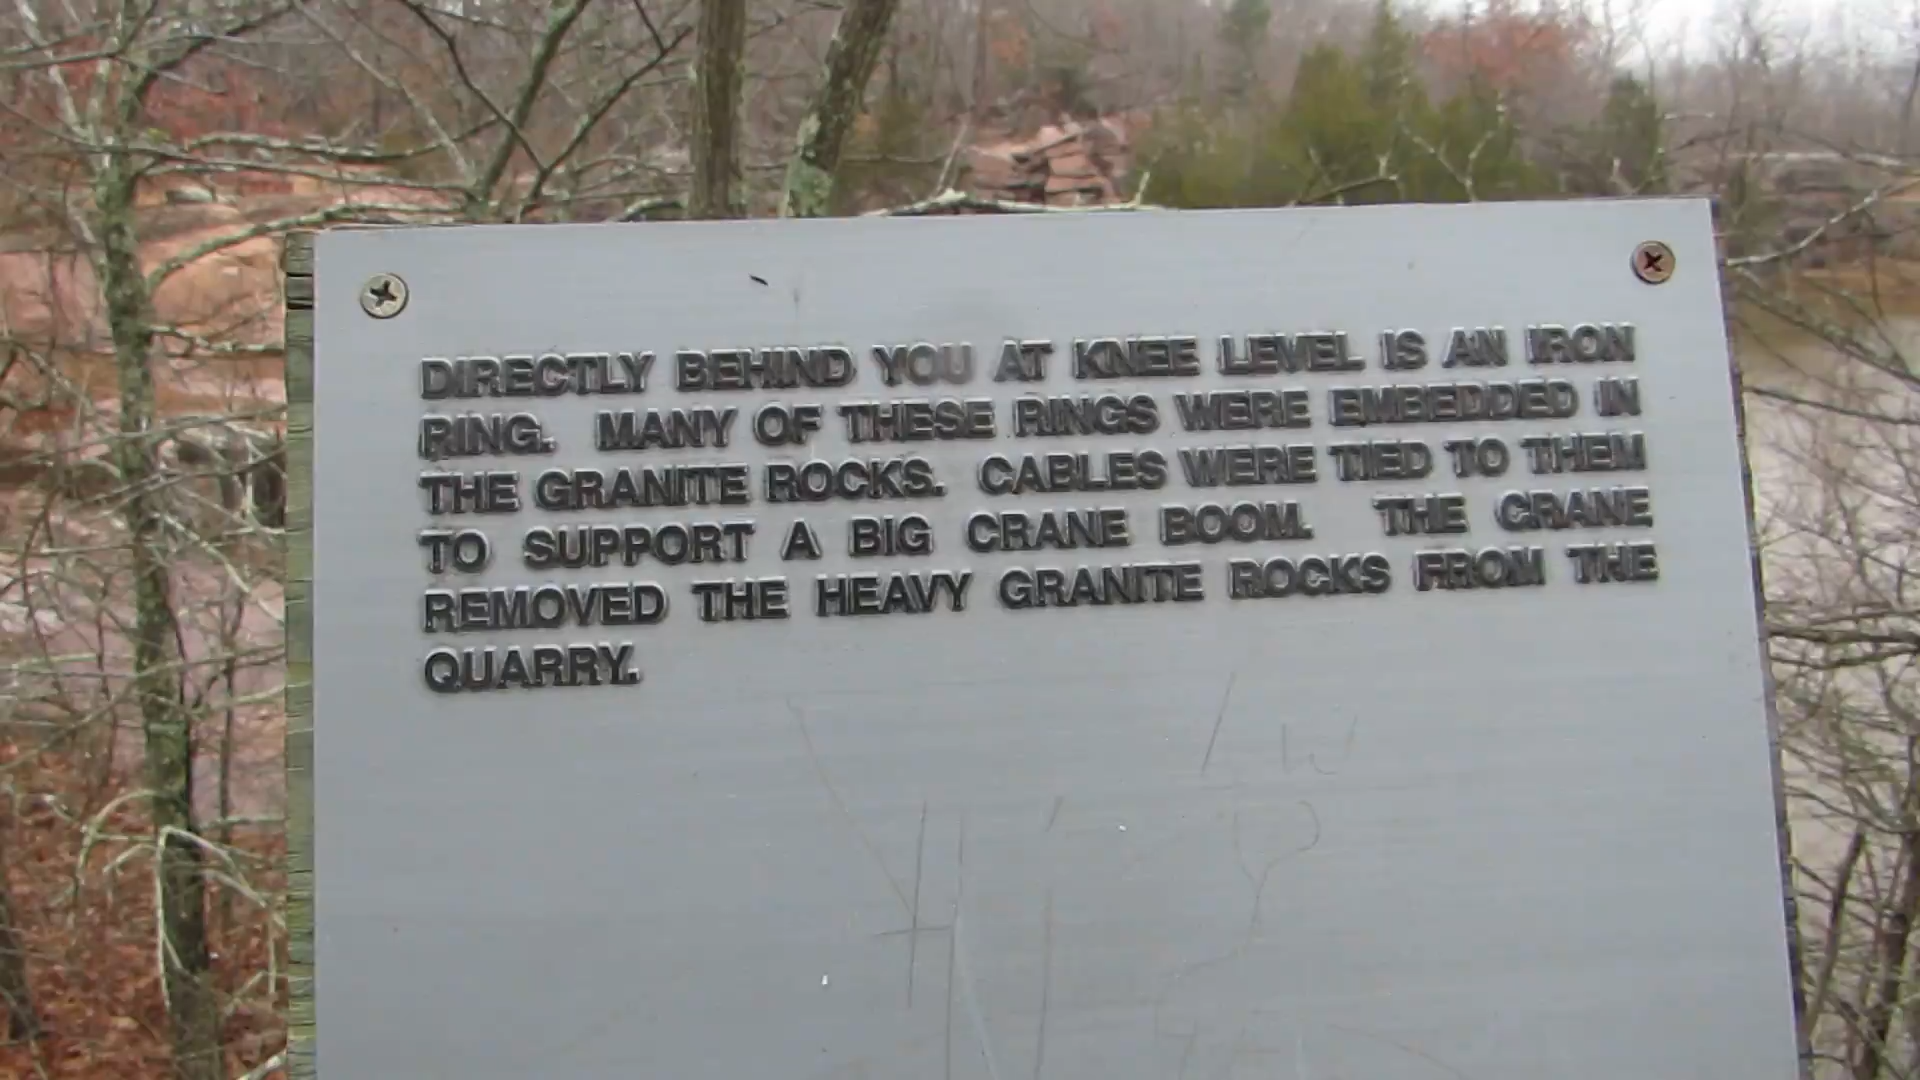 DIRECTLY BEHIND YOU AT KNEE LEVEL IS AN IRON
RING. MANY OF THESE RINGS WERE EMBEDDED IN
THE GRANITE ROCKS. CABLES WERE TIED TO THEM
TO SUPPORT A BIG CRANE BOOM. THE CRANE
REMOVED THE HEAVY GRANITE ROCKS FROM THE
QUARRY.